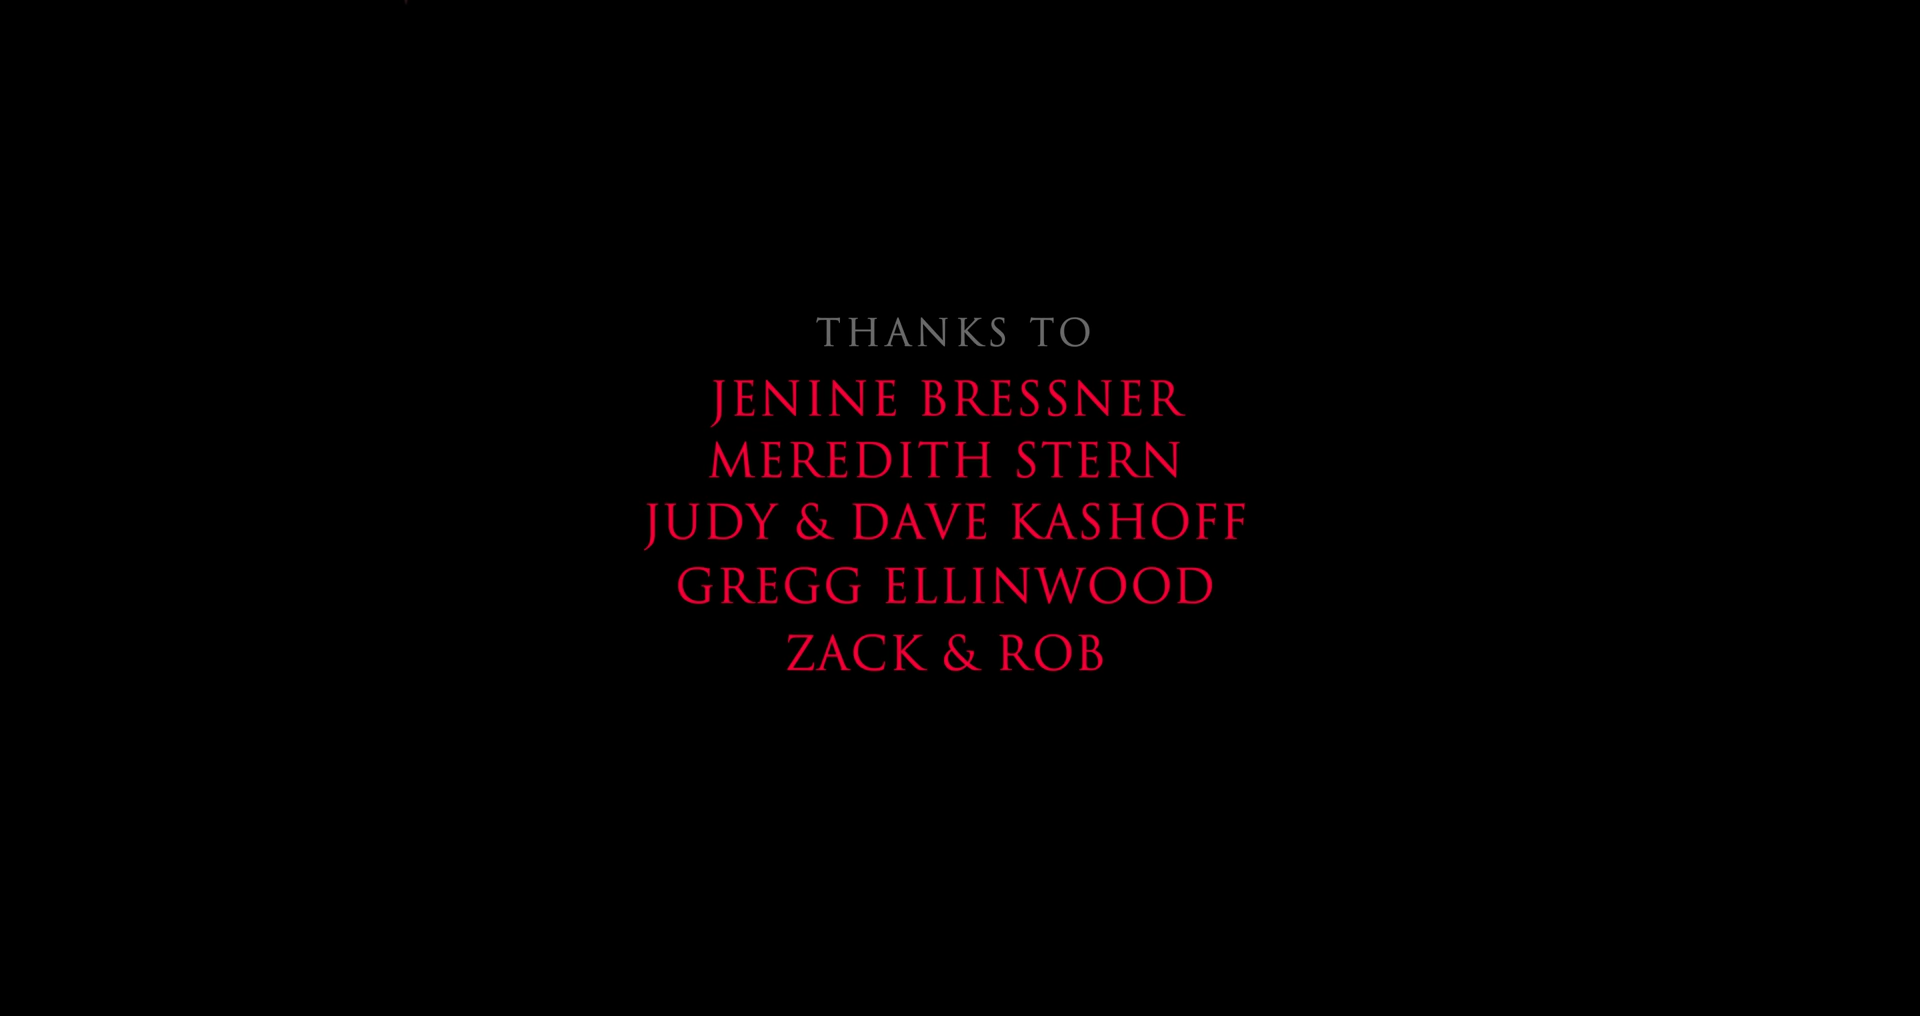 THANKS TO
JENINE BRESSNER
MEREDITH STERN
JUDY & DAVE KASHOFF
GREGG ELLINWOOD
ZACK & ROB